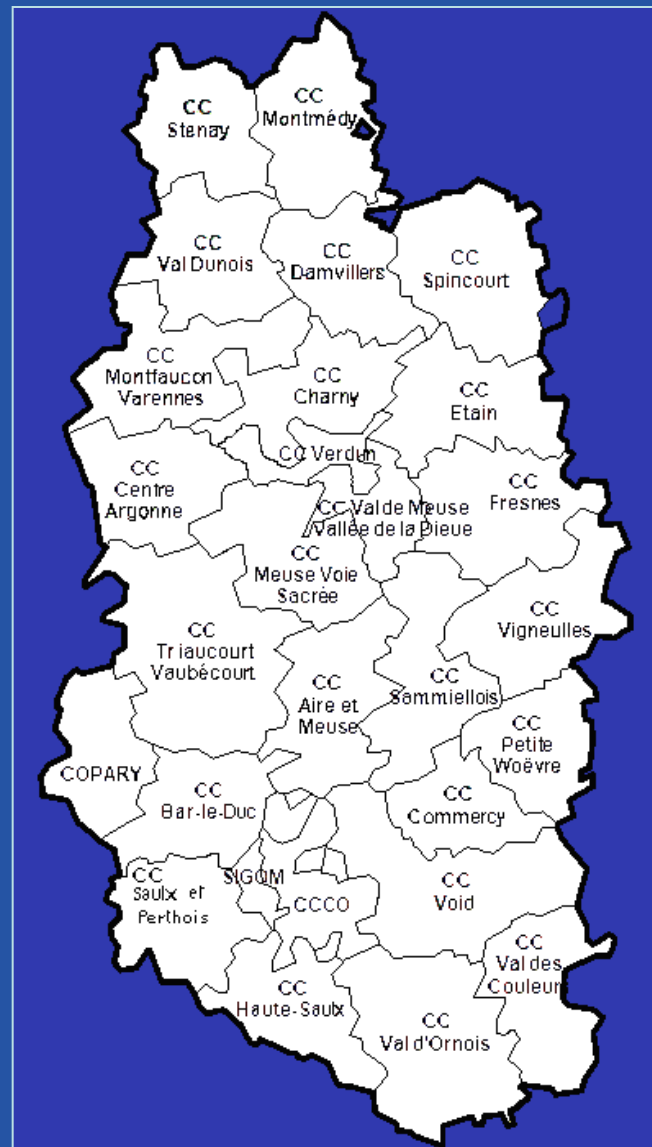 CC
Stenay
CC
Montmédy
CC
Val Dunois
CC
Damvillers
CC
Spincourt
CC
Montfaucon
Varennes
CC
Charny
CC
Etain
CC Verdun
CC
Centre
Argonne
CC
Fresnes
CC Val de Meuse
Vallée de la Dieue
CC
Meuse Voie
Sacrée
CC
Vigneulles
CC
Triaucourt
Vaubécourt
CC
Aire et
Meuse
CC
Sammiellois
CC
Petite
Woëvre
COPARY
CC
Bar-le-Duc
CC
Commercy
CC
Saulx et
Perthois
SIGOM
CCCO
CC
Void
CC
Val des
Couleur
CC
Haute-Saulx
CC
Val d'Ornois